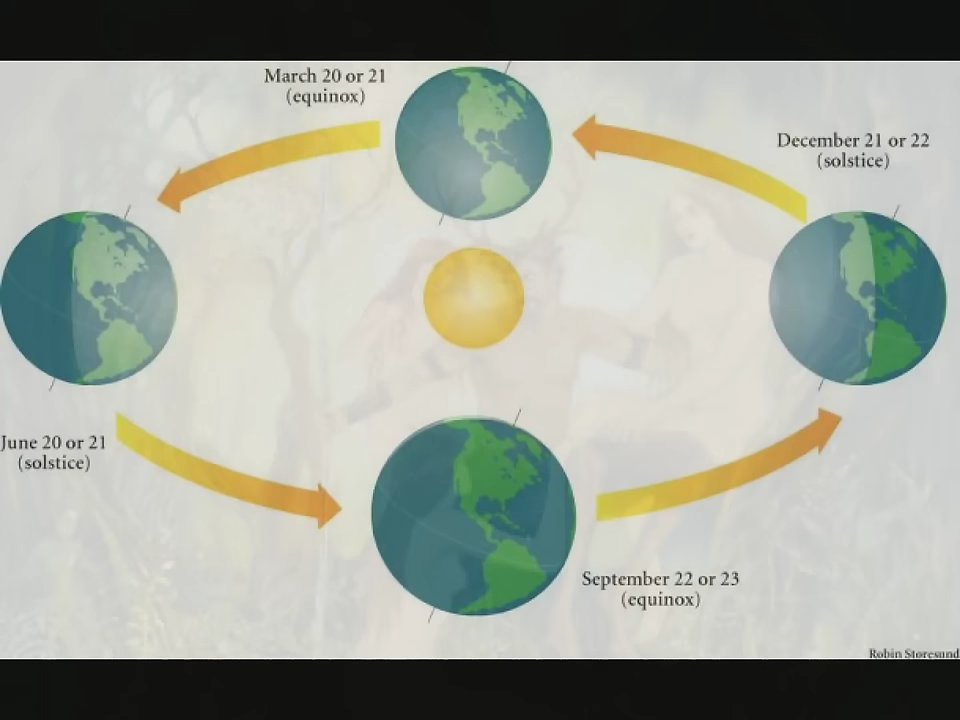 March 20 or 21
(equinox)
December 21 or 22
(solstice)
June 20 or 21
(solstice)
September 22 or 23
(equinox)
Robin Storesund